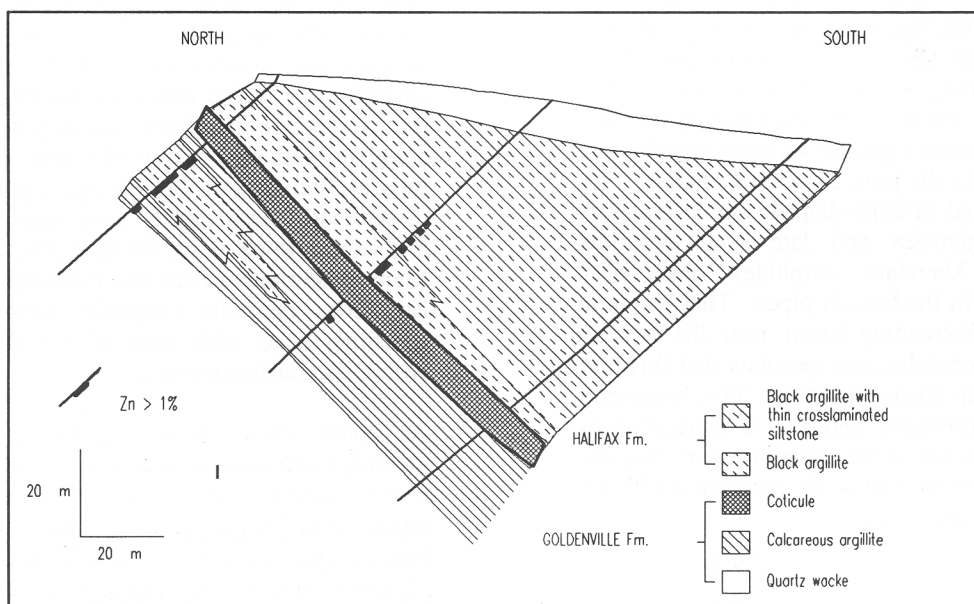 NORTH
SOUTH
Zn > 1%
20 m
20 m
HALIFAX Fm.
Black argillite with
thin crosslaminated
siltstone
Black argillite
GOLDENVILLE Fm.
Coticule
Calcareous argillite
Quartz wacke